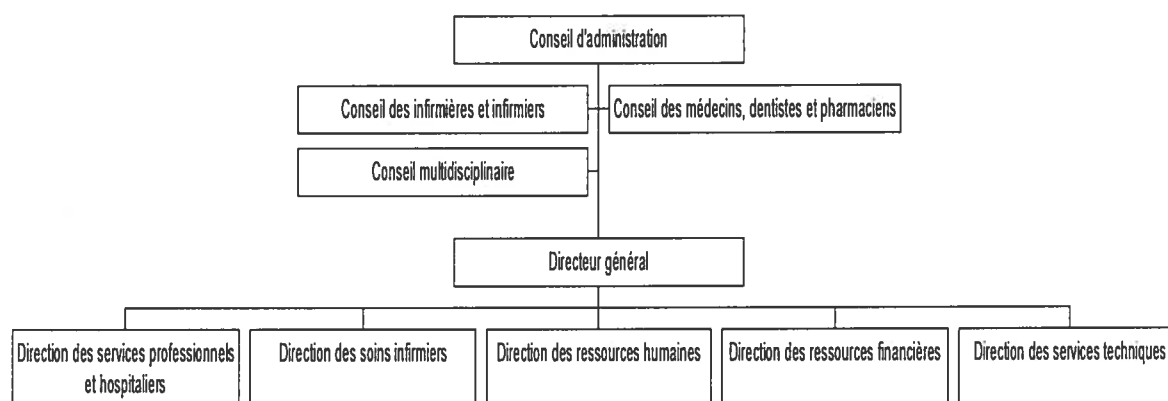 Conseil d'administration
Conseil des infirmières et infirmiers
Conseil des médecins, dentistes et pharmaciens
Conseil multidisciplinaire
Directeur général
Direction des services professionnels
et hospitaliers
Direction des soins infirmiers
Direction des ressources humaines
Direction des ressources financières
Direction des services techniques